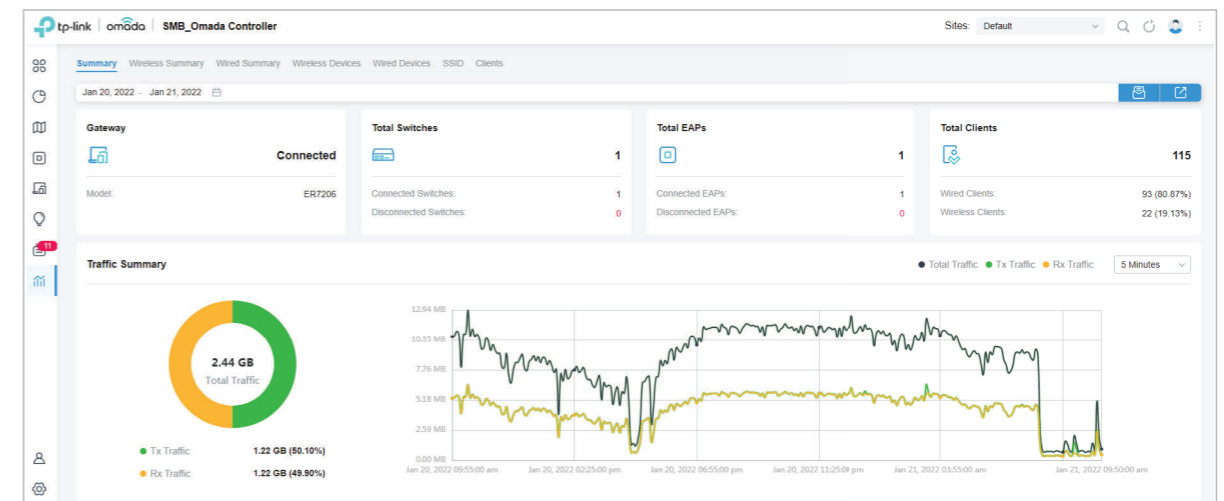 tp-link | omada | SMB_Omada Controller Sites: Default
Summary Wireless Summary Wired Summary Wireless Devices Wired Devices SSID Clients
Jan 20, 2022 - Jan 21, 2022
Gateway
Connected
Model: ER7206
Total Switches
1
Connected Switches: 1
Disconnected Switches: 0
Total EAPs
1
Connected EAPs: 1
Disconnected EAPs: 0
Total Clients
115
Wired Clients: 93 (80.87%)
Wireless Clients: 22 (19.13%)
11
Traffic Summary
Total Traffic Tx Traffic Rx Traffic 5 Minutes
2.44 GB
Total Traffic
Tx Traffic 1.22 GB (50.10%)
Rx Traffic 1.22 GB (49.90%)
12.94 MB
10.35 MB
7.76 MB
5.18 MB
2.59 MB
0.00 MB
Jan 20, 2022 09:55:00 am Jan 20, 2022 02:25:00 pm Jan 20, 2022 06:55:00 pm Jan 20, 2022 11:25:00 pm Jan 21, 2022 03:55:00 am Jan 21, 2022 09:50:00 am